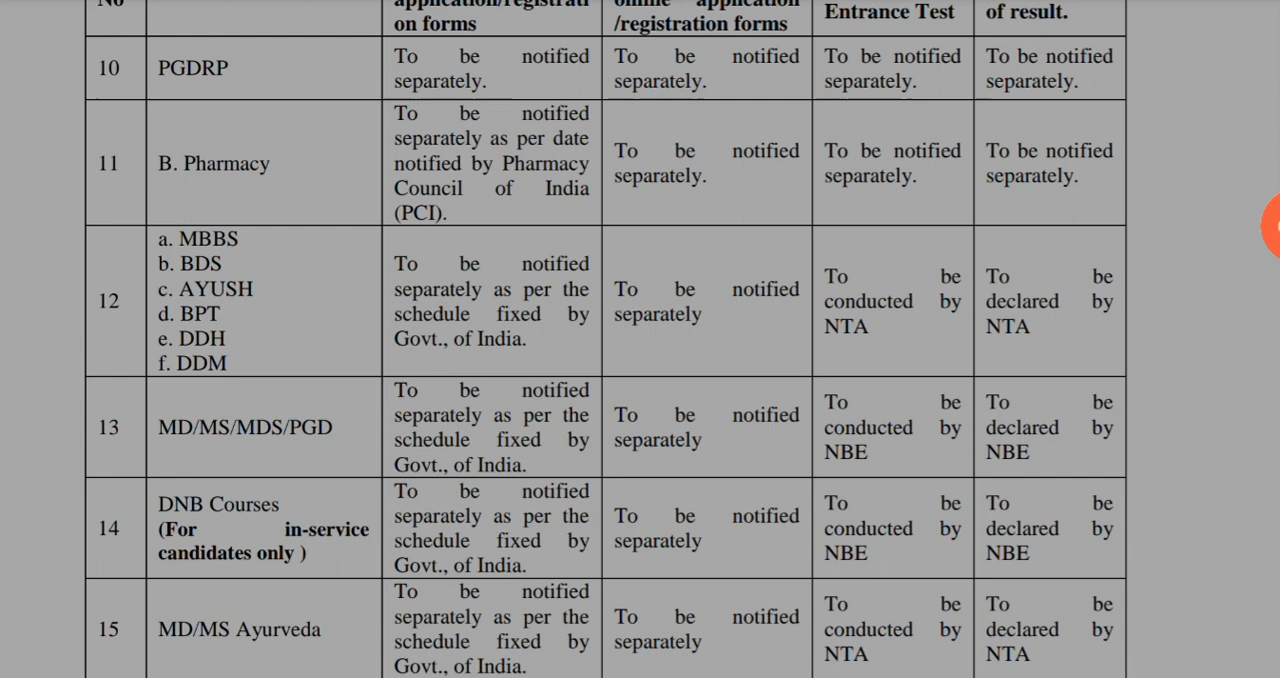 No
application/registrati
on forms
online application
/registration forms
Entrance Test
of result.
10
PGDRP
To be notified
separately.
To be notified
separately.
To be notified
separately.
To be notified
separately.
11
B. Pharmacy
To be notified
separately as per date
notified by Pharmacy
Council of India
(PCI).
To be notified
separately.
To be notified
separately.
To be notified
separately.
12
a. MBBS
b. BDS
c. AYUSH
d. BPT
e. DDH
f. DDM
To be notified
separately as per the
schedule fixed by
Govt., of India.
To be notified
separately
To be
conducted by
NTA
To be
declared by
NTA
13
MD/MS/MDS/PGD
To be notified
separately as per the
schedule fixed by
Govt., of India.
To be notified
separately
To be
conducted by
NBE
To be
declared by
NBE
14
DNB Courses
(For in-service
candidates only )
To be notified
separately as per the
schedule fixed by
Govt., of India.
To be notified
separately
To be
conducted by
NBE
To be
declared by
NBE
15
MD/MS Ayurveda
To be notified
separately as per the
schedule fixed by
Govt., of India.
To be notified
separately
To be
conducted by
NTA
To be
declared by
NTA